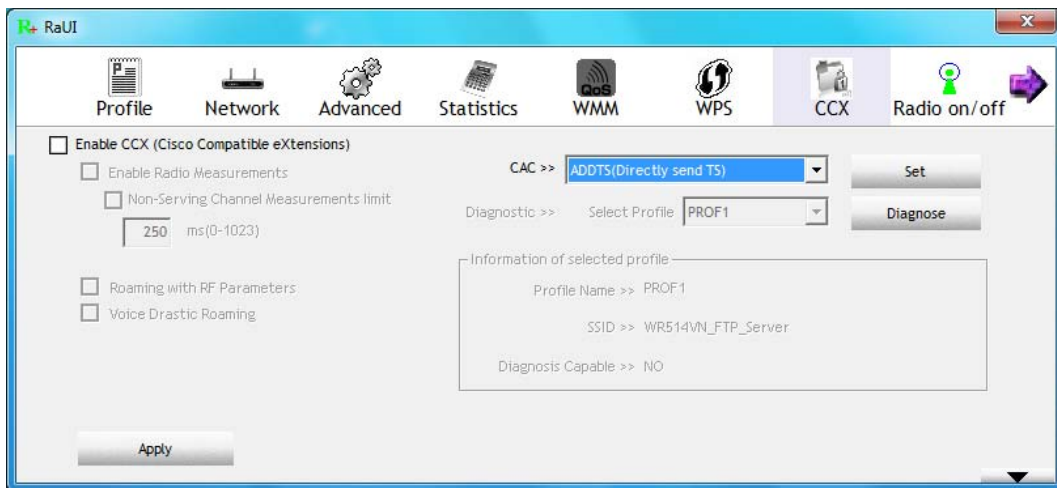 RaUI
Profile Network Advanced Statistics WMM WPS CCX Radio on/off
QoS
Enable CCX (Cisco Compatible eXtensions)
Enable Radio Measurements
Non-Serving Channel Measurements limit
250 ms(0-1023)
Roaming with RF Parameters
Voice Drastic Roaming
CAC >> ADDTS(Directly send TS) Set
Diagnostic >> Select Profile PROF1 Diagnose
Information of selected profile
Profile Name >> PROF1
SSID >> WR514VN_FTP_Server
Diagnosis Capable >> NO
Apply